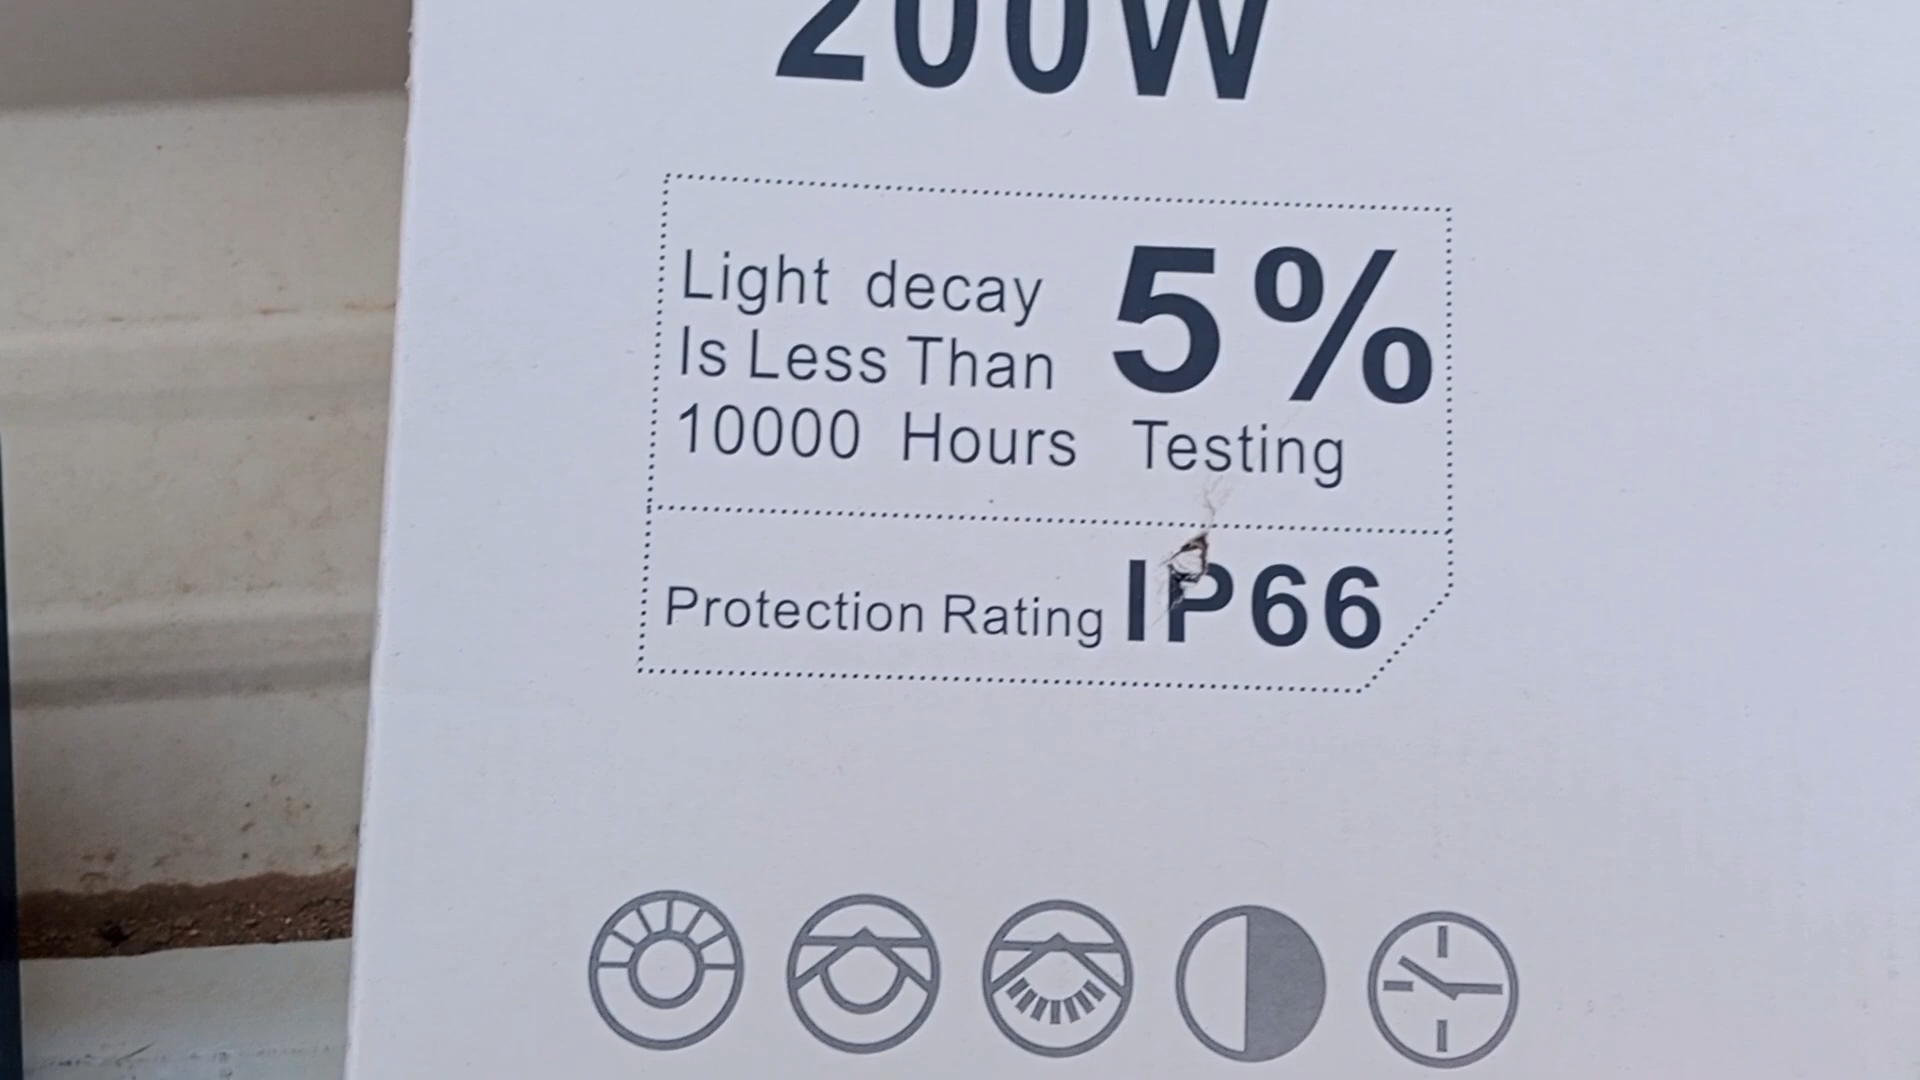 200W
Light decay
Is Less Than 5%
10000 Hours Testing
Protection Rating IP66